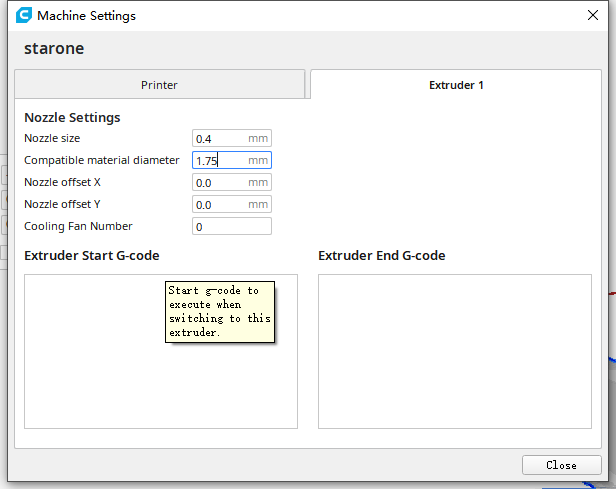 Machine Settings
starone
Printer
Extruder 1
Nozzle Settings
Nozzle size 0.4 mm
Compatible material diameter 1.75 mm
Nozzle offset X 0.0 mm
Nozzle offset Y 0.0 mm
Cooling Fan Number 0
Extruder Start G-code
Extruder End G-code
Start g-code to
execute when
switching to this
extruder.
Close